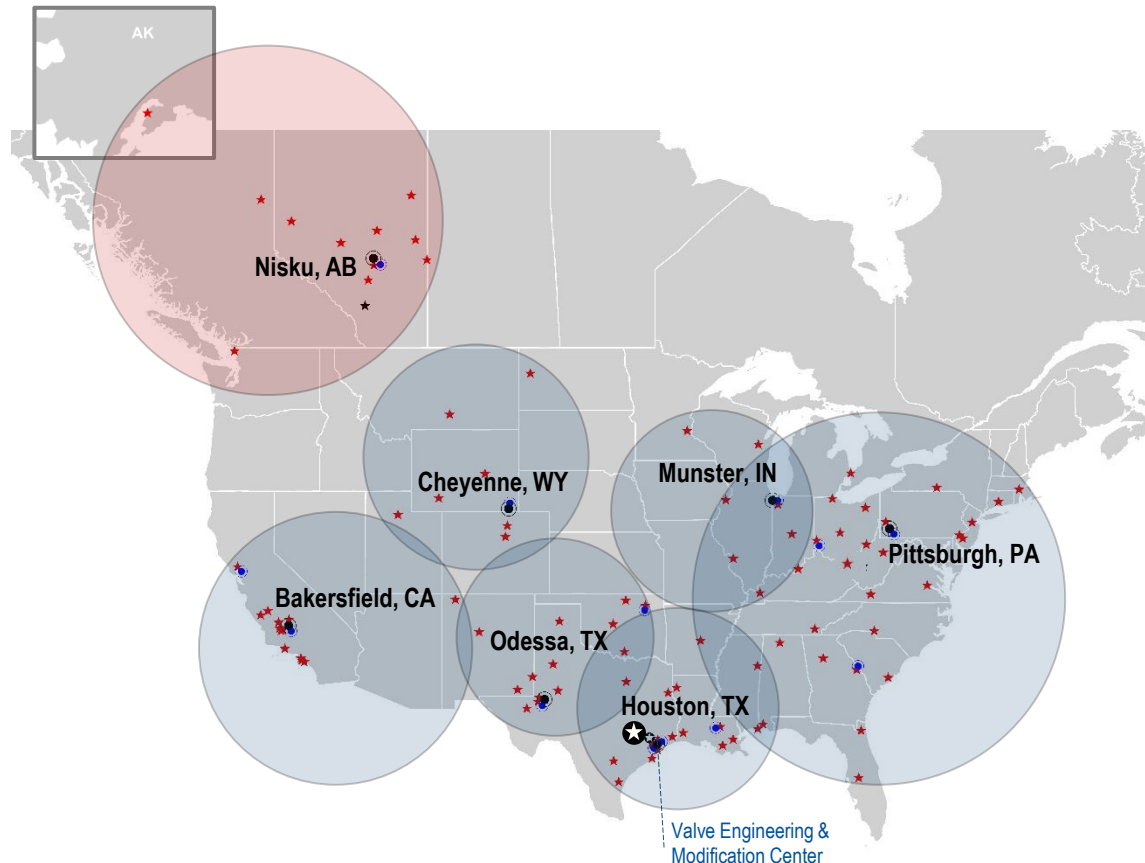 AK
Nisku, AB
Cheyenne, WY
Munster, IN
Pittsburgh, PA
Bakersfield, CA
Odessa, TX
Houston, TX
Valve Engineering &
Modification Center